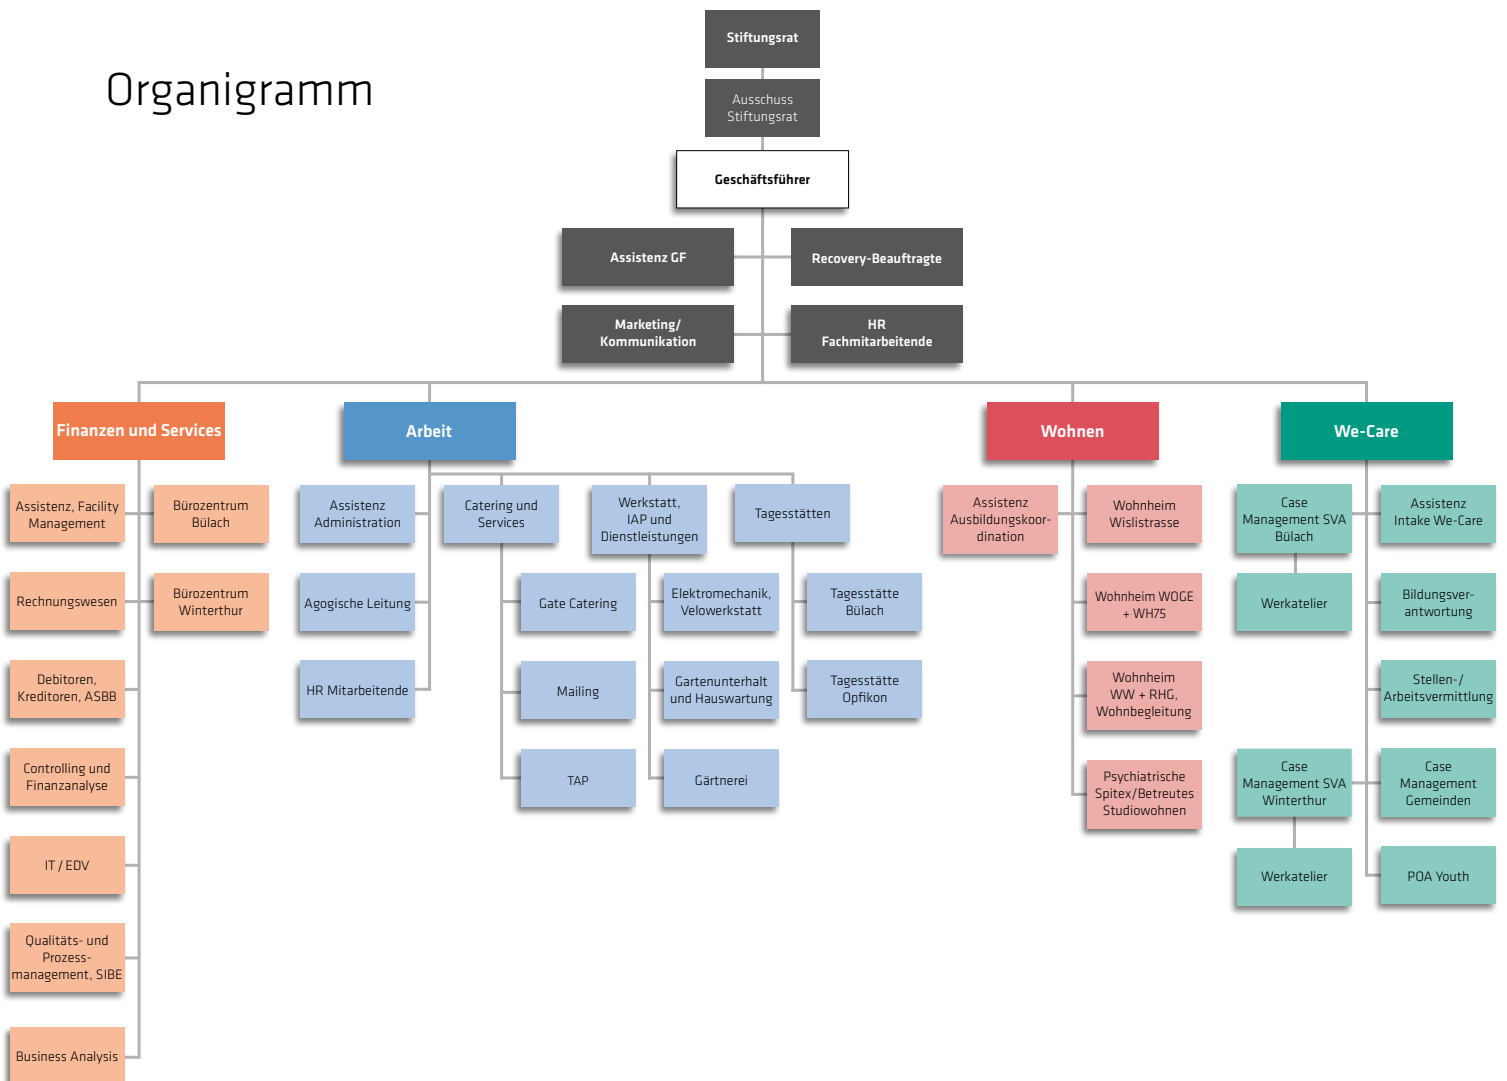 Organigramm
Stiftungsrat
Ausschuss
Stiftungsrat
Geschäftsführer
Assistenz GF
Recovery-Beauftragte
Marketing/
Kommunikation
HR
Fachmitarbeitende
Finanzen und Services
Assistenz, Facility
Management
Bürozentrum
Bülach
Rechnungswesen
Bürozentrum
Winterthur
Debitoren,
Kreditoren, ASBB
Controlling und
Finanzanalyse
IT / EDV
Qualitäts- und
Prozess-
management, SIBE
Business Analysis
Arbeit
Assistenz
Administration
Agogische Leitung
HR Mitarbeitende
Catering und
Services
Gate Catering
Mailing
TAP
Werkstatt,
IAP und
Dienstleistungen
Elektromechanik,
Velowerkstatt
Gartenunterhalt
und Hauswartung
Gärtnerei
Tagesstätten
Tagesstätte
Bülach
Tagesstätte
Opfikon
Wohnen
Assistenz
Ausbildungskoor-
dination
Wohnheim
Wislistrasse
Wohnheim WOGE
+ WH75
Wohnheim
WW + RHG,
Wohnbegleitung
Psychiatrische
Spitex/Betreutes
Studiowohnen
We-Care
Case
Management SVA
Bülach
Werkatelier
Assistenz
Intake We-Care
Bildungsver-
antwortung
Stellen-/
Arbeitsvermittlung
Case
Management SVA
Winterthur
Werkatelier
Case
Management
Gemeinden
POA Youth